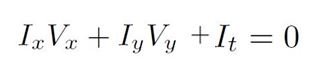 I_x V_x + I_y V_y + I_t = 0